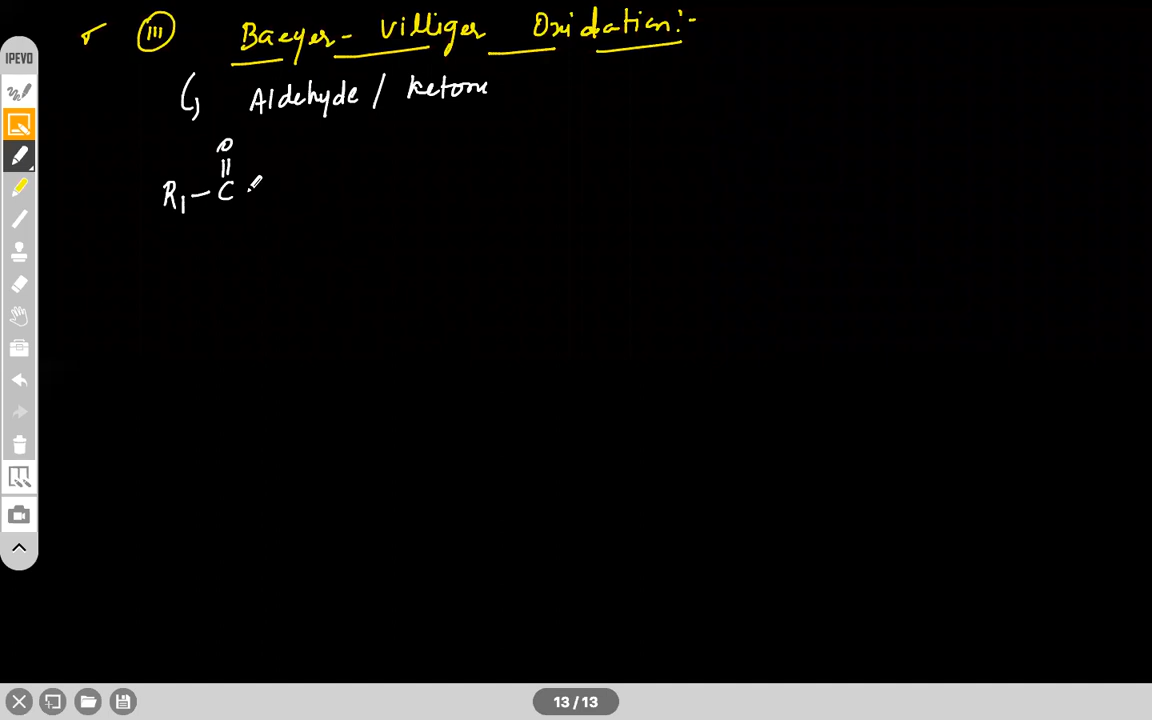 (iii) Baeyer- Villiger Oxidation:-
Aldehyde / ketone
O
||
R1-C
IPEVO
13/13